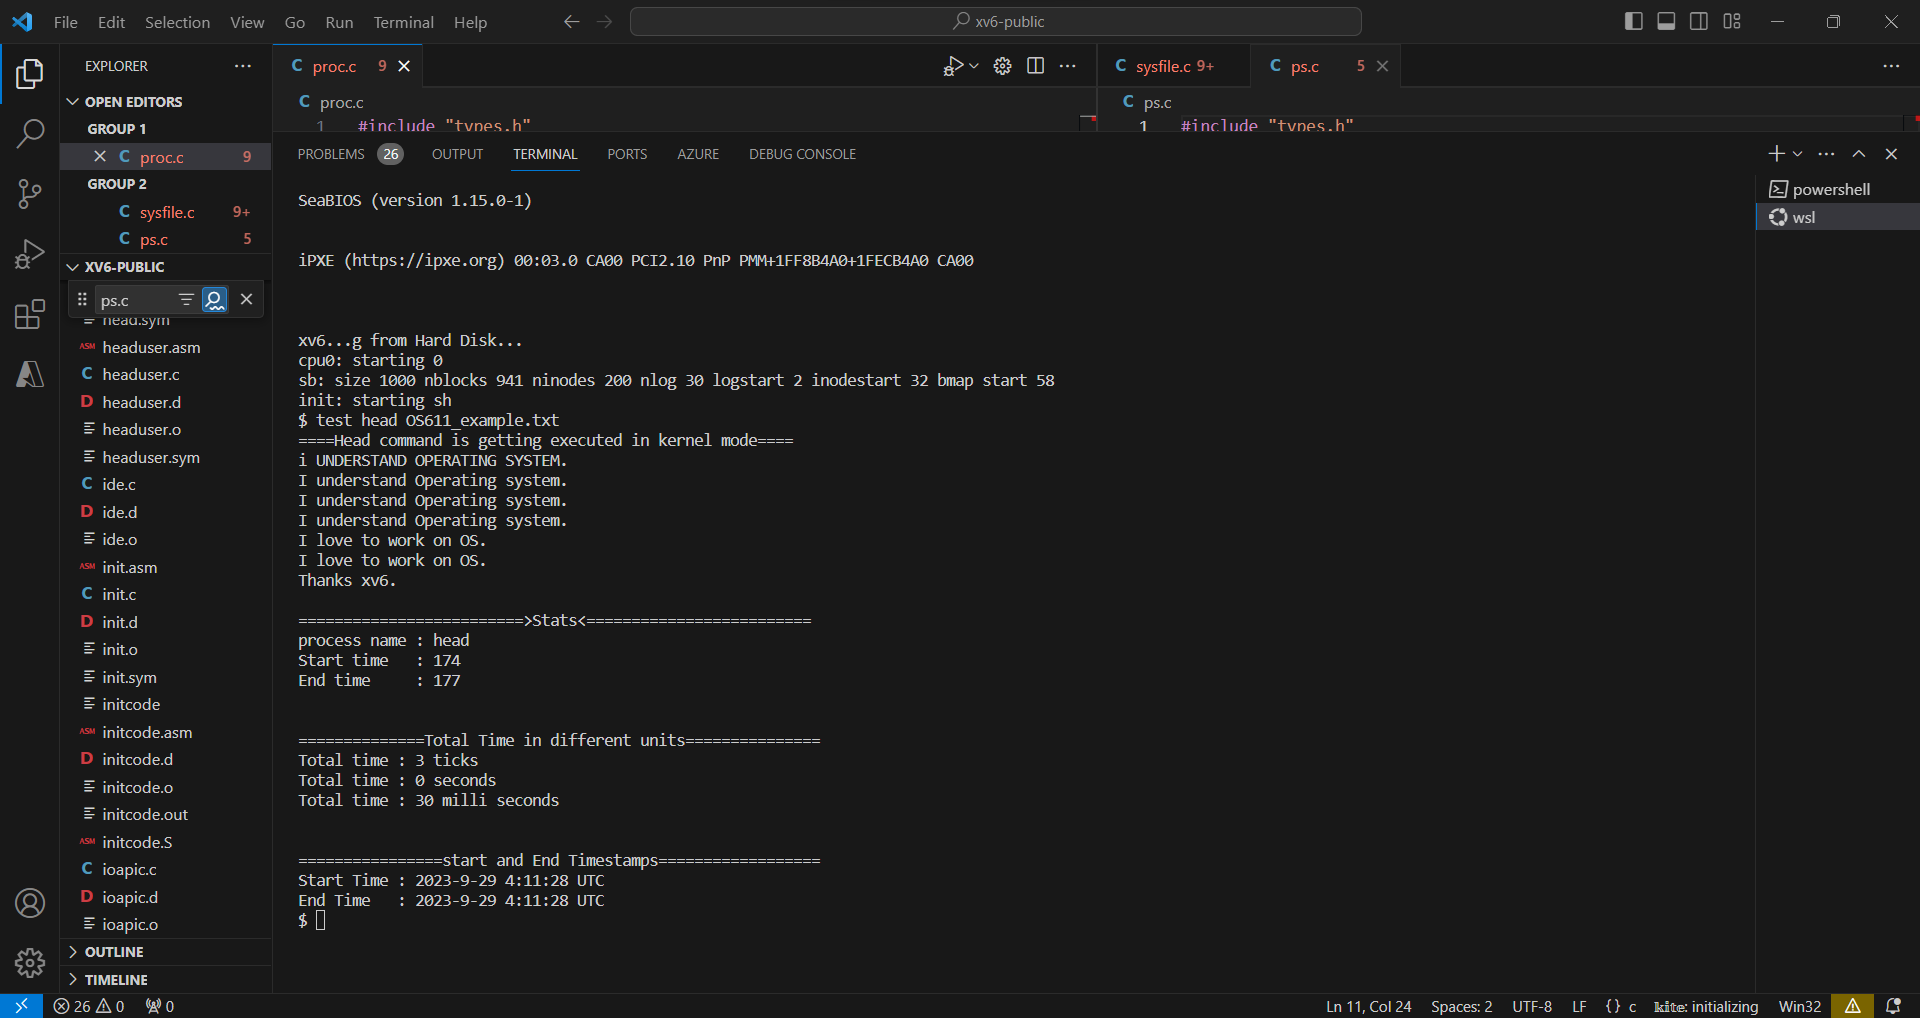 File Edit Selection View Go Run Terminal Help
xv6-public
EXPLORER
OPEN EDITORS
GROUP 1
C proc.c 9
GROUP 2
C sysfile.c 9+
C ps.c 5
XV6-PUBLIC
ps.c
head.sym
ASM headuser.asm
C headuser.c
D headuser.d
headuser.o
headuser.sym
C ide.c
D ide.d
ide.o
ASM init.asm
C init.c
D init.d
init.o
init.sym
initcode
ASM initcode.asm
D initcode.d
initcode.o
initcode.out
ASM initcode.S
C ioapic.c
D ioapic.d
ioapic.o
OUTLINE
TIMELINE
C proc.c 9
C proc.c
1 #include "types.h"
C sysfile.c 9+
C ps.c 5
C ps.c
1 #include "types.h"
PROBLEMS 26 OUTPUT TERMINAL PORTS AZURE DEBUG CONSOLE
SeaBIOS (version 1.15.0-1)
iPXE (https://ipxe.org) 00:03.0 CA00 PCI2.10 PnP PMM+1FF8B4A0+1FECB4A0 CA00
xv6...g from Hard Disk...
cpu0: starting 0
sb: size 1000 nblocks 941 ninodes 200 nlog 30 logstart 2 inodestart 32 bmap start 58
init: starting sh
$ test head OS611_example.txt
====Head command is getting executed in kernel mode====
i UNDERSTAND OPERATING SYSTEM.
I understand Operating system.
I understand Operating system.
I understand Operating system.
I love to work on OS.
I love to work on OS.
Thanks xv6.
=========================>Stats<=========================
process name : head
Start time   : 174
End time     : 177
==============Total Time in different units===============
Total time : 3 ticks
Total time : 0 seconds
Total time : 30 milli seconds
================start and End Timestamps==================
Start Time : 2023-9-29 4:11:28 UTC
End Time   : 2023-9-29 4:11:28 UTC
$
powershell
wsl
26 0 0
Ln 11, Col 24 Spaces: 2 UTF-8 LF {} c kite: initializing Win32